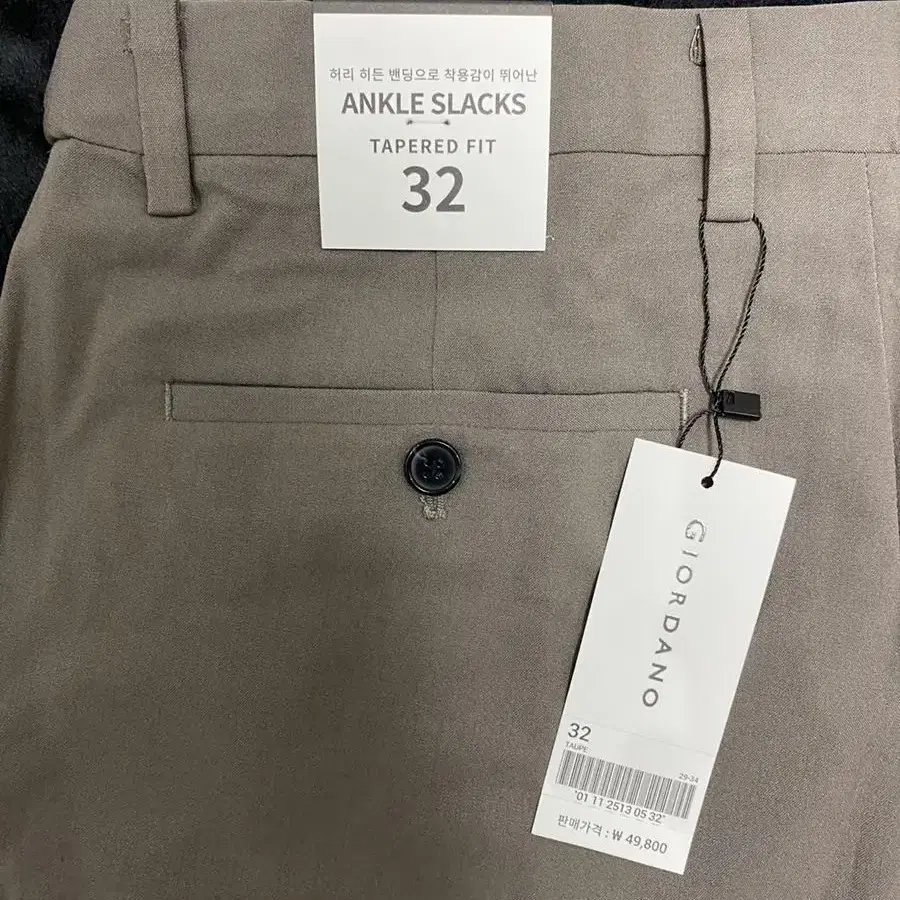 허리 히든 밴딩으로 착용감이 뛰어난
ANKLE SLACKS
TAPERED FIT
32
GIORDANO
32
TAUPE
29-34
*01 11 2513 05 32*
판매가격 : ₩ 49,800